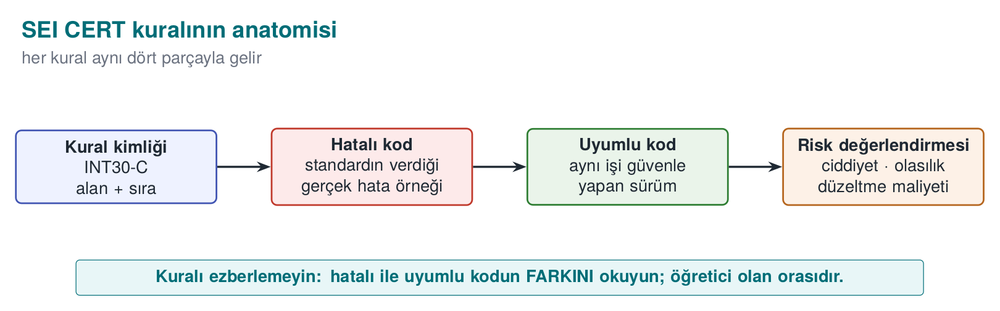 SEI CERT kuralının anatomisi
her kural aynı dört parçayla gelir
Kural kimliği
INT30-C
alan + sıra
Hatalı kod
standardın verdiği
gerçek hata örneği
Uyumlu kod
aynı işi güvenle
yapan sürüm
Risk değerlendirmesi
ciddiyet · olasılık
düzeltme maliyeti
Kuralı ezberlemeyin: hatalı ile uyumlu kodun FARKINI okuyun; öğretici olan orasıdır.